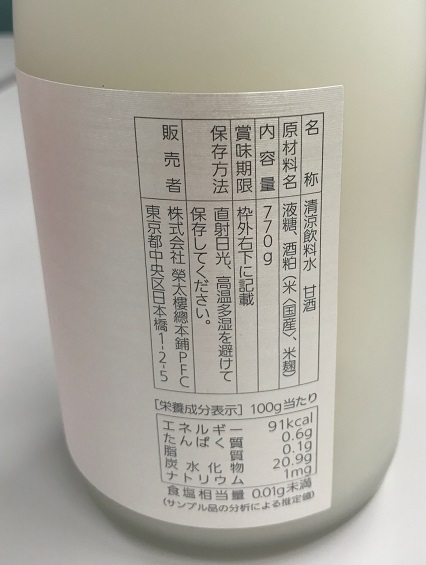 名称 清涼飲料水 甘酒
原材料名 液糖、酒粕(米〈国産〉)、米麹
内容量 770g
賞味期限 枠外右下に記載
保存方法 直射日光、高温多湿を避けて
保存してください。
販売者 株式会社 榮太樓總本鋪PFC
東京都中央区日本橋1-2-5
[栄養成分表示] 100g当たり
エネルギー 91kcal
たんぱく質 0.6g
脂質 0.1g
炭水化物 20.9g
ナトリウム 1mg
食塩相当量 0.01g未満
(サンプル品の分析による推定値)